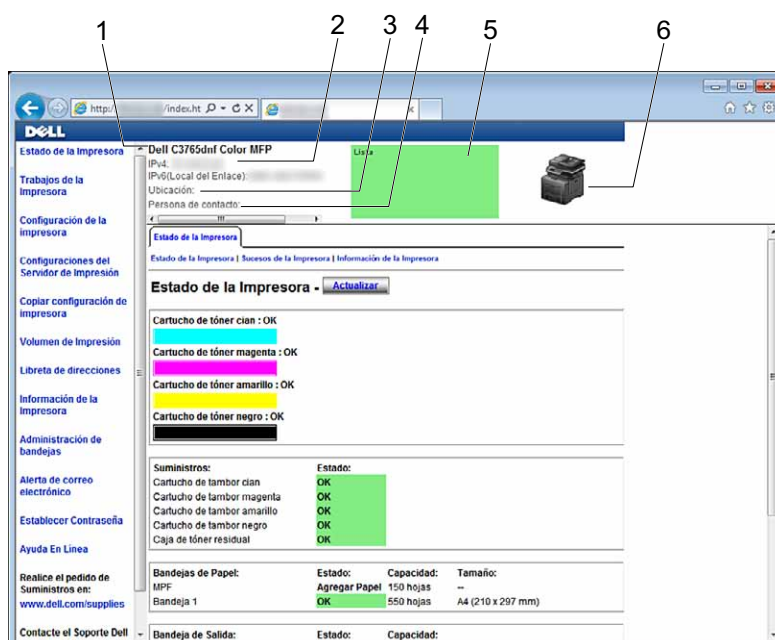 1 2 3 4 5 6
http:/ /index.ht
DELL
Estado de la Impresora
Trabajos de la
Impresora
Configuración de la
impresora
Configuraciones del
Servidor de Impresión
Copiar configuración de
impresora
Volumen de Impresión
Libreta de direcciones
Información de la
Impresora
Administración de
bandejas
Alerta de correo
electrónico
Establecer Contraseña
Ayuda En Linea
Realice el pedido de
Suministros en:
www.dell.com/supplies
Contacte el Soporte Dell
Dell C3765dnf Color MFP
IPv4:
IPv6(Local del Enlace):
Ubicación:
Persona de contacto:
Lista
Estado de la Impresora
Estado de la Impresora | Sucesos de la Impresora | Información de la Impresora
Estado de la Impresora - Actualizar
Cartucho de tóner cian : OK
Cartucho de tóner magenta : OK
Cartucho de tóner amarillo : OK
Cartucho de tóner negro : OK
Suministros: Estado:
Cartucho de tambor cian OK
Cartucho de tambor magenta OK
Cartucho de tambor amarillo OK
Cartucho de tambor negro OK
Caja de tóner residual OK
Bandejas de Papel: Estado: Capacidad: Tamaño:
MPF Agregar Papel 150 hojas --
Bandeja 1 OK 550 hojas A4 (210 x 297 mm)
Bandeja de Salida: Estado: Capacidad: